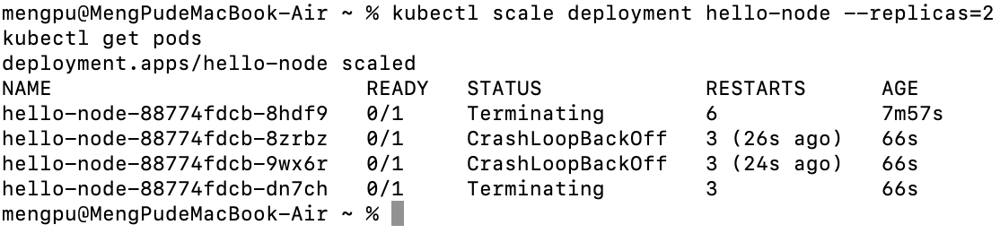 mengpu@MengPudeMacBook-Air ~ % kubectl scale deployment hello-node --replicas=2
kubectl get pods
deployment.apps/hello-node scaled
NAME READY STATUS RESTARTS AGE
hello-node-88774fdcb-8hdf9 0/1 Terminating 6 7m57s
hello-node-88774fdcb-8zrbz 0/1 CrashLoopBackOff 3 (26s ago) 66s
hello-node-88774fdcb-9wx6r 0/1 CrashLoopBackOff 3 (24s ago) 66s
hello-node-88774fdcb-dn7ch 0/1 Terminating 3 66s
mengpu@MengPudeMacBook-Air ~ %